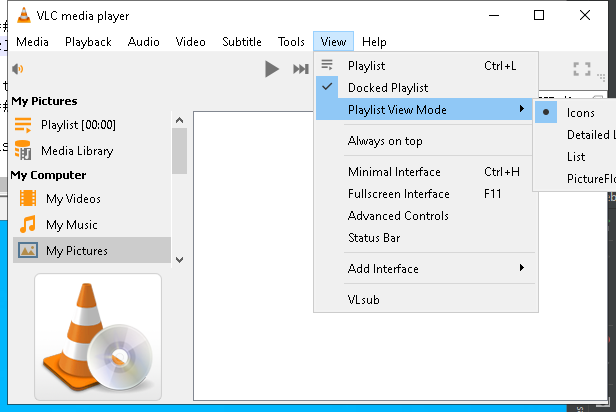 VLC media player
Media Playback Audio Video Subtitle Tools View Help
My Pictures
Playlist [00:00]
Media Library
My Computer
My Videos
My Music
My Pictures
Playlist Ctrl+L
Docked Playlist
Playlist View Mode
Always on top
Minimal Interface Ctrl+H
Fullscreen Interface F11
Advanced Controls
Status Bar
Add Interface
VLsub
Icons
Detailed L
List
PictureFlo